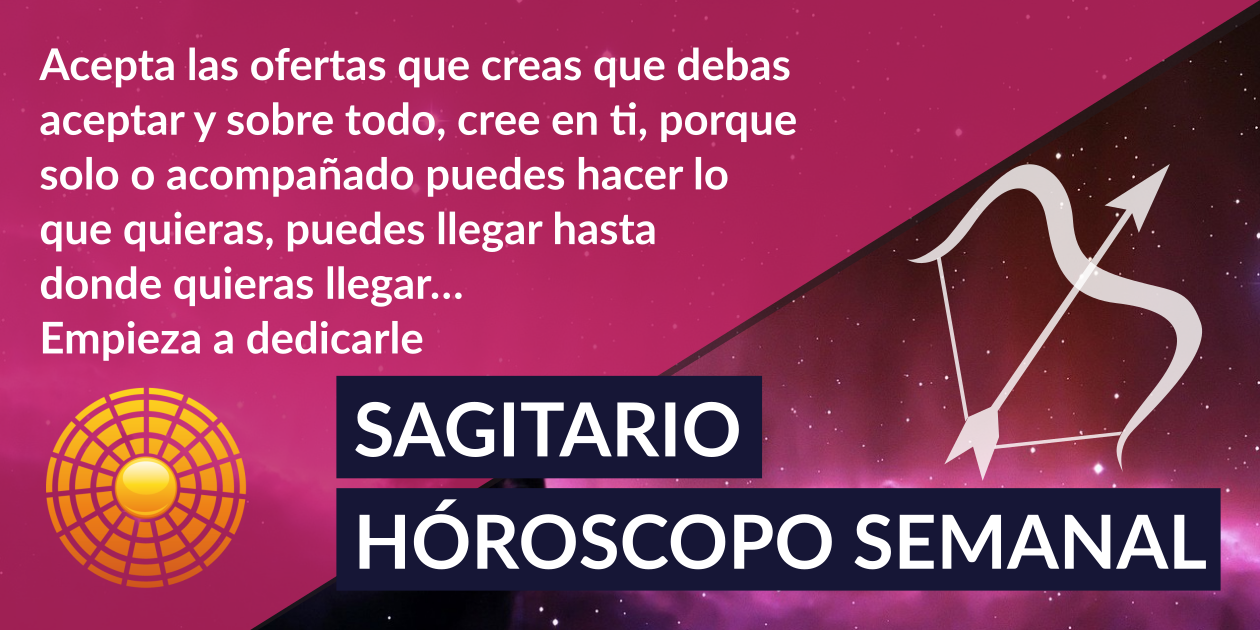 Acepta las ofertas que creas que debas
aceptar y sobre todo, cree en ti, porque
solo o acompañado puedes hacer lo
que quieras, puedes llegar hasta
donde quieras llegar...
Empieza a dedicarle
SAGITARIO
HÓROSCOPO SEMANAL